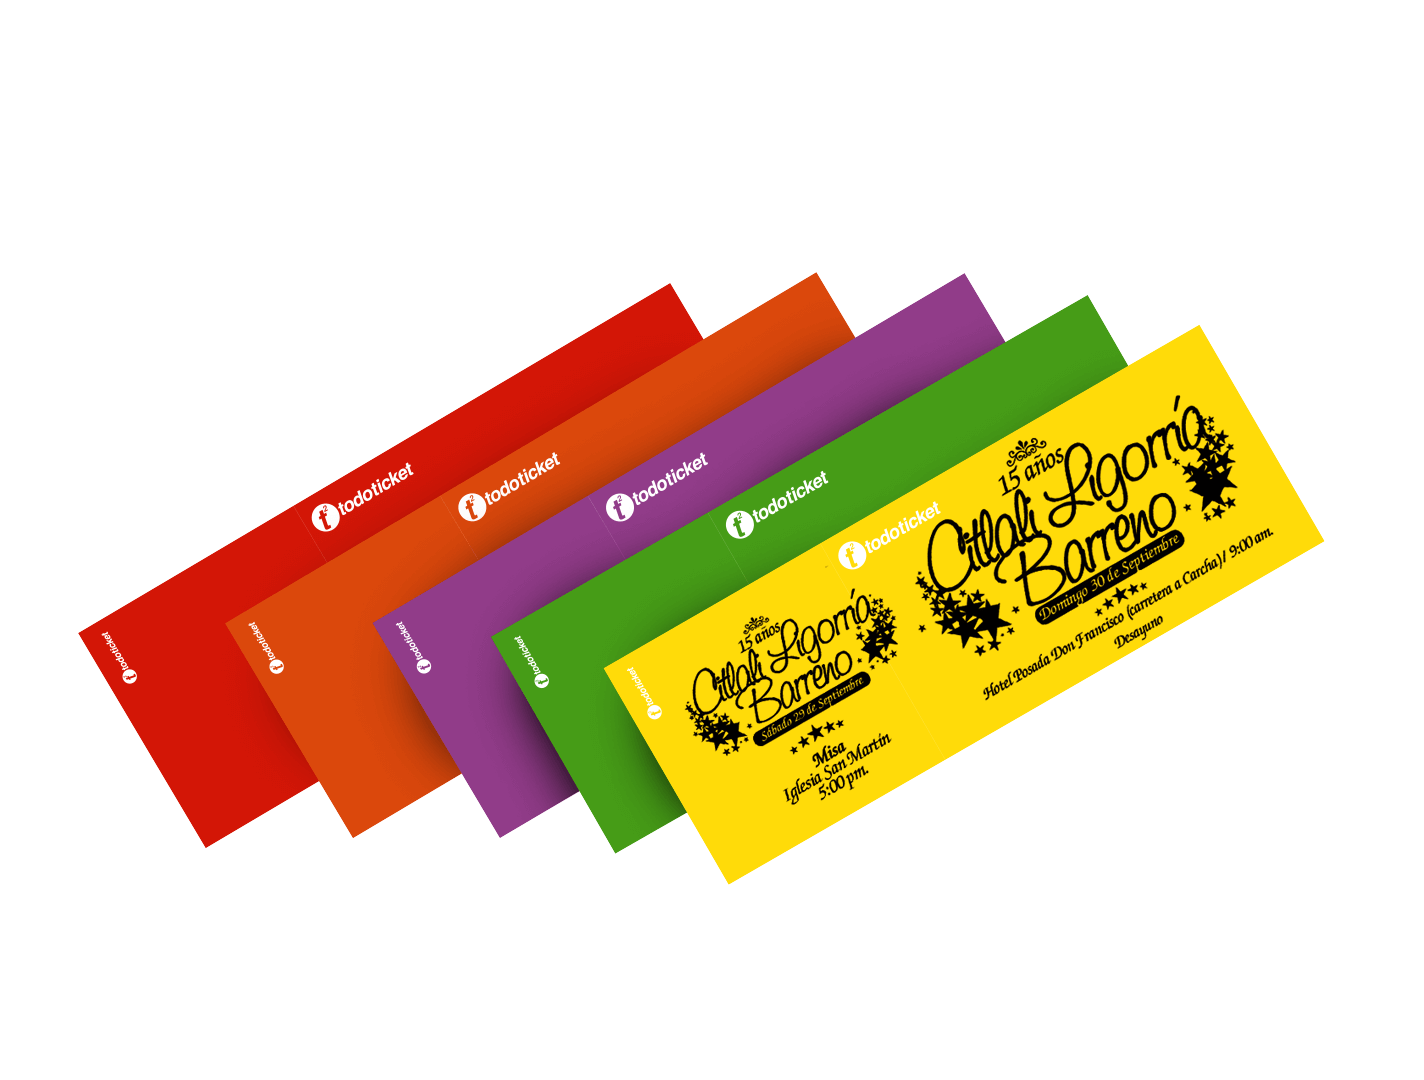 todoticket
todoticket
todoticket
todoticket
todoticket
todoticket
todoticket
todoticket
todoticket
todoticket
15 años
Citlali Ligorría
Barreno
Sábado 29 de Septiembre
Misa
Iglesia San Martín
5:00 pm.
15 años
Citlali Ligorría
Barreno
Domingo 30 de Septiembre
Hotel Posada Don Francisco (carretera a Carcha) / 9:00 am.
Desayuno